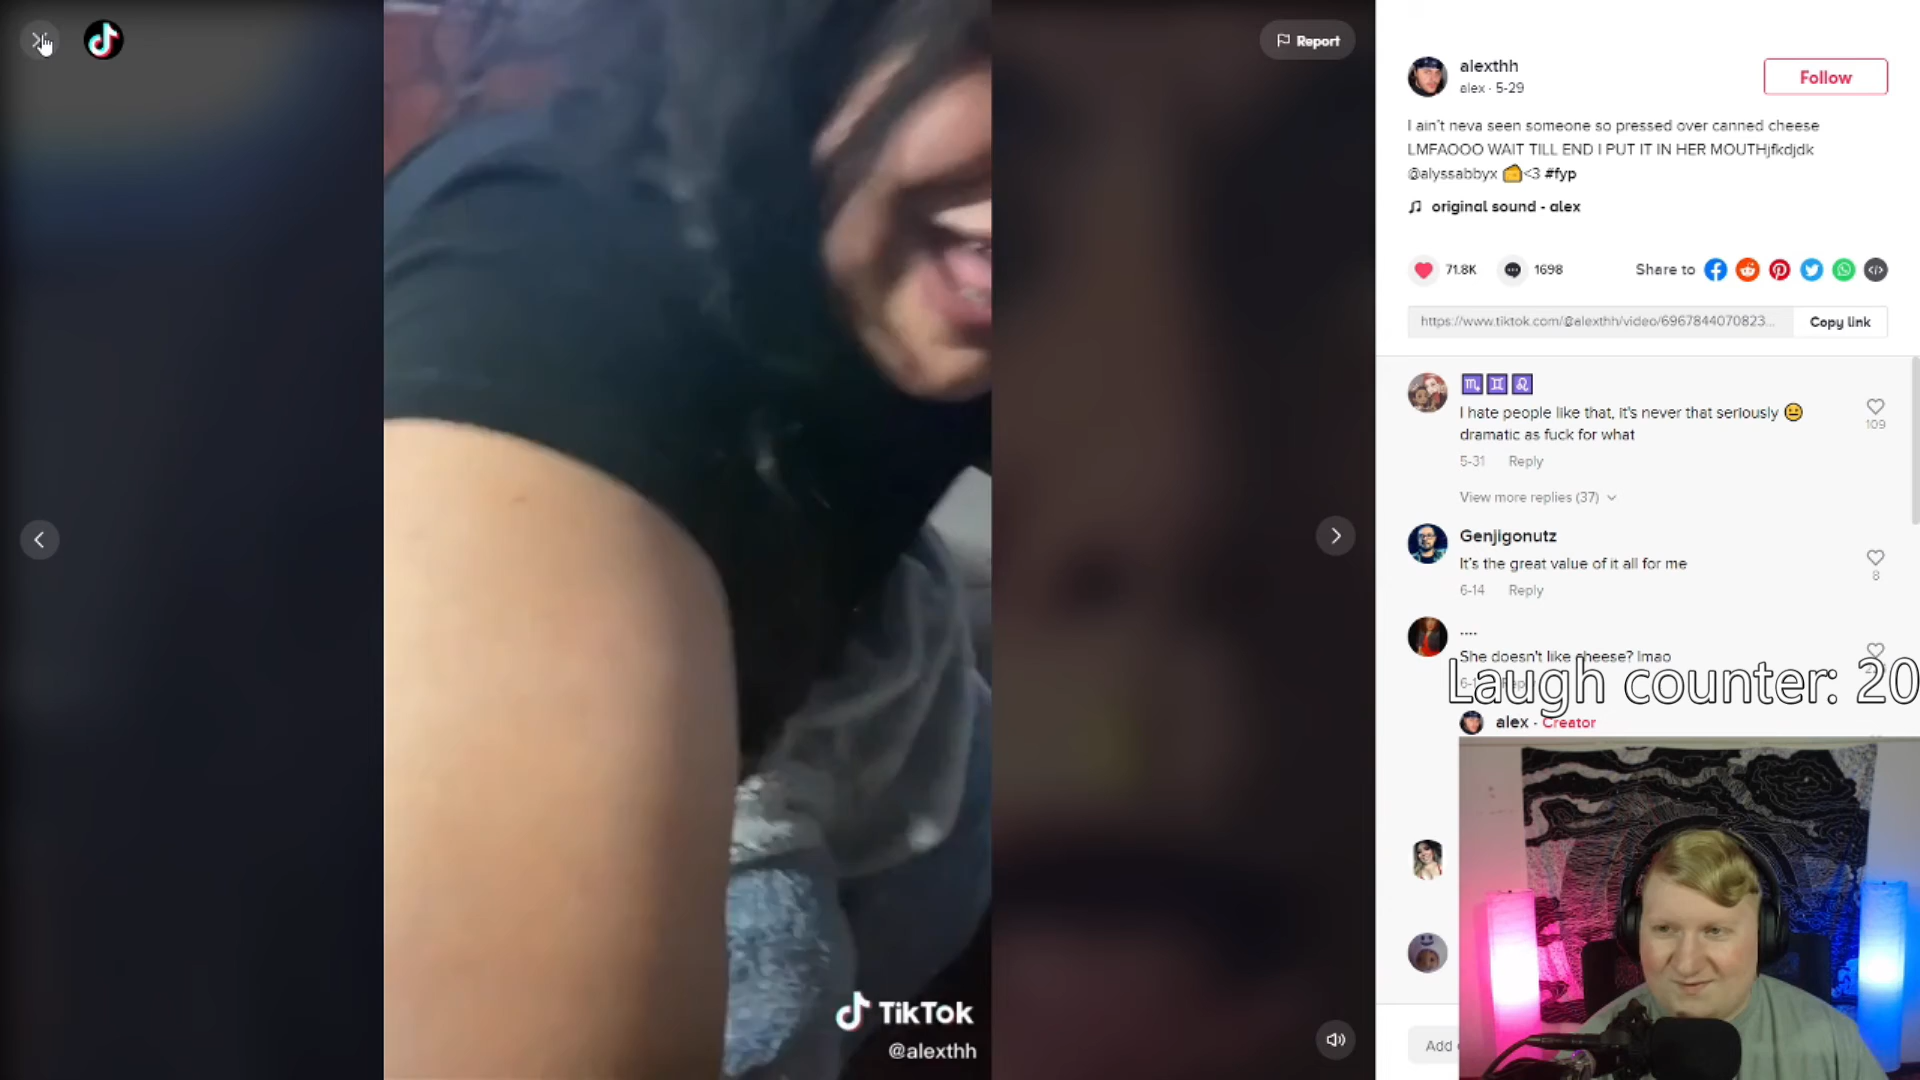 Report
alexthh
alex · 5-29
Follow
I ain't neva seen someone so pressed over canned cheese
LMFAOOO WAIT TILL END I PUT IT IN HER MOUTHjfkdjdk
@alyssabbyx 🧀<3 #fyp
original sound - alex
71.8K
1698
Share to
https://www.tiktok.com/@alexthh/video/6967844070823...
Copy link
♏♊♌
I hate people like that, it's never that seriously 😐
109
dramatic as fuck for what
5-31 Reply
View more replies (37)
Genjigonutz
It's the great value of it all for me
8
6-14 Reply
....
She doesn't like cheese? lmao
Laugh counter: 20
alex · Creator
TikTok
@alexthh
Add